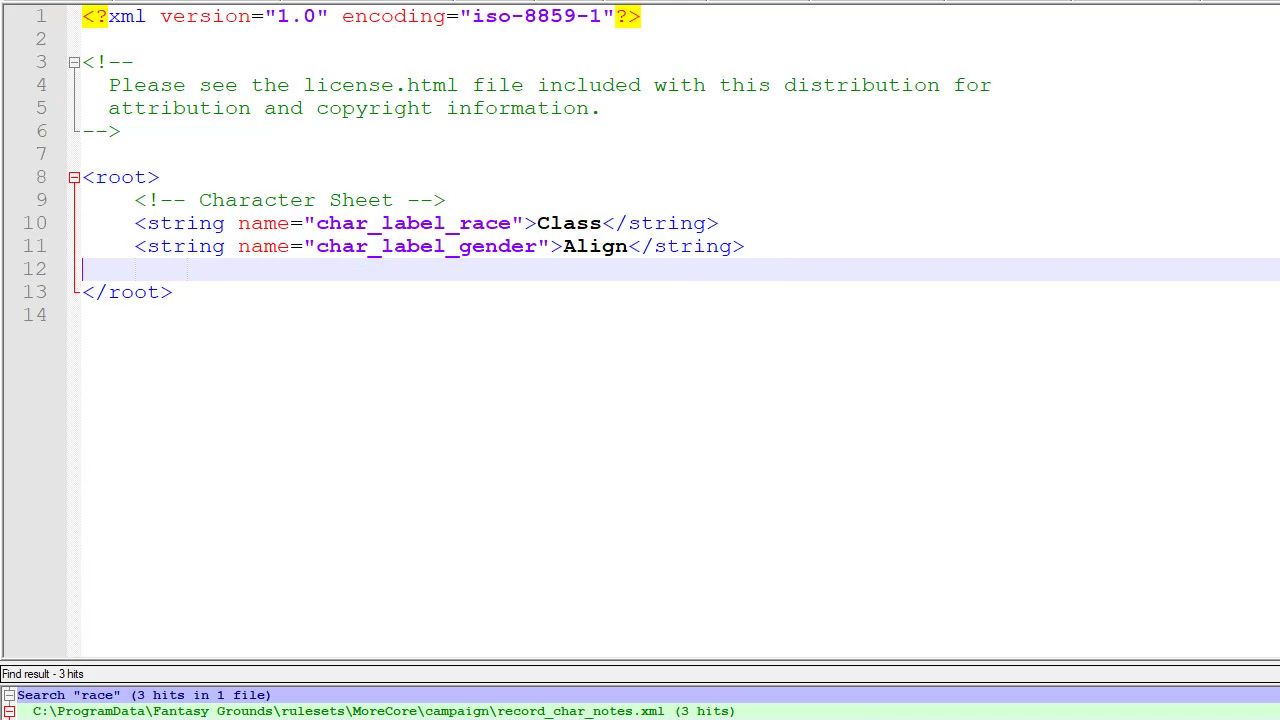 1 <?xml version="1.0" encoding="iso-8859-1"?>
2
3 <!--
4 Please see the license.html file included with this distribution for
5 attribution and copyright information.
6 -->
7
8 <root>
9 <!-- Character Sheet -->
10 <string name="char_label_race">Class</string>
11 <string name="char_label_gender">Align</string>
12
13 </root>
14
Find result - 3 hits
Search "race" (3 hits in 1 file)
C:\ProgramData\Fantasy Grounds\rulesets\MoreCore\campaign\record_char_notes.xml (3 hits)